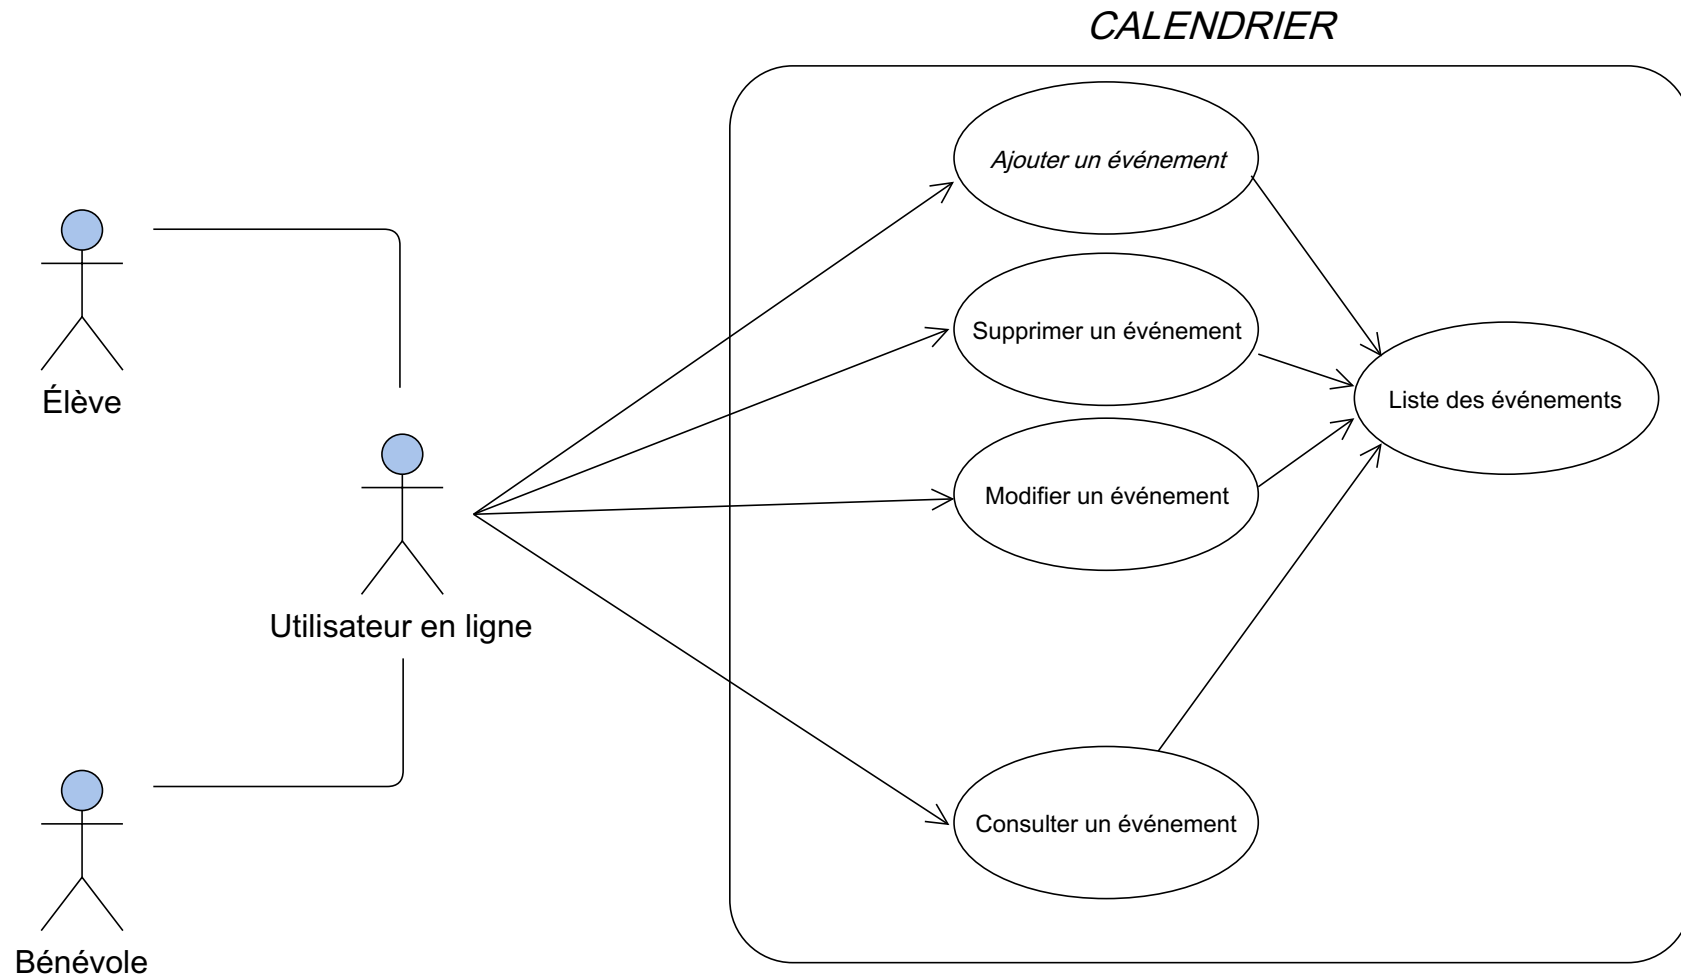 CALENDRIER
Ajouter un événement
Supprimer un événement
Liste des événements
Élève
Modifier un événement
Utilisateur en ligne
Consulter un événement
Bénévole